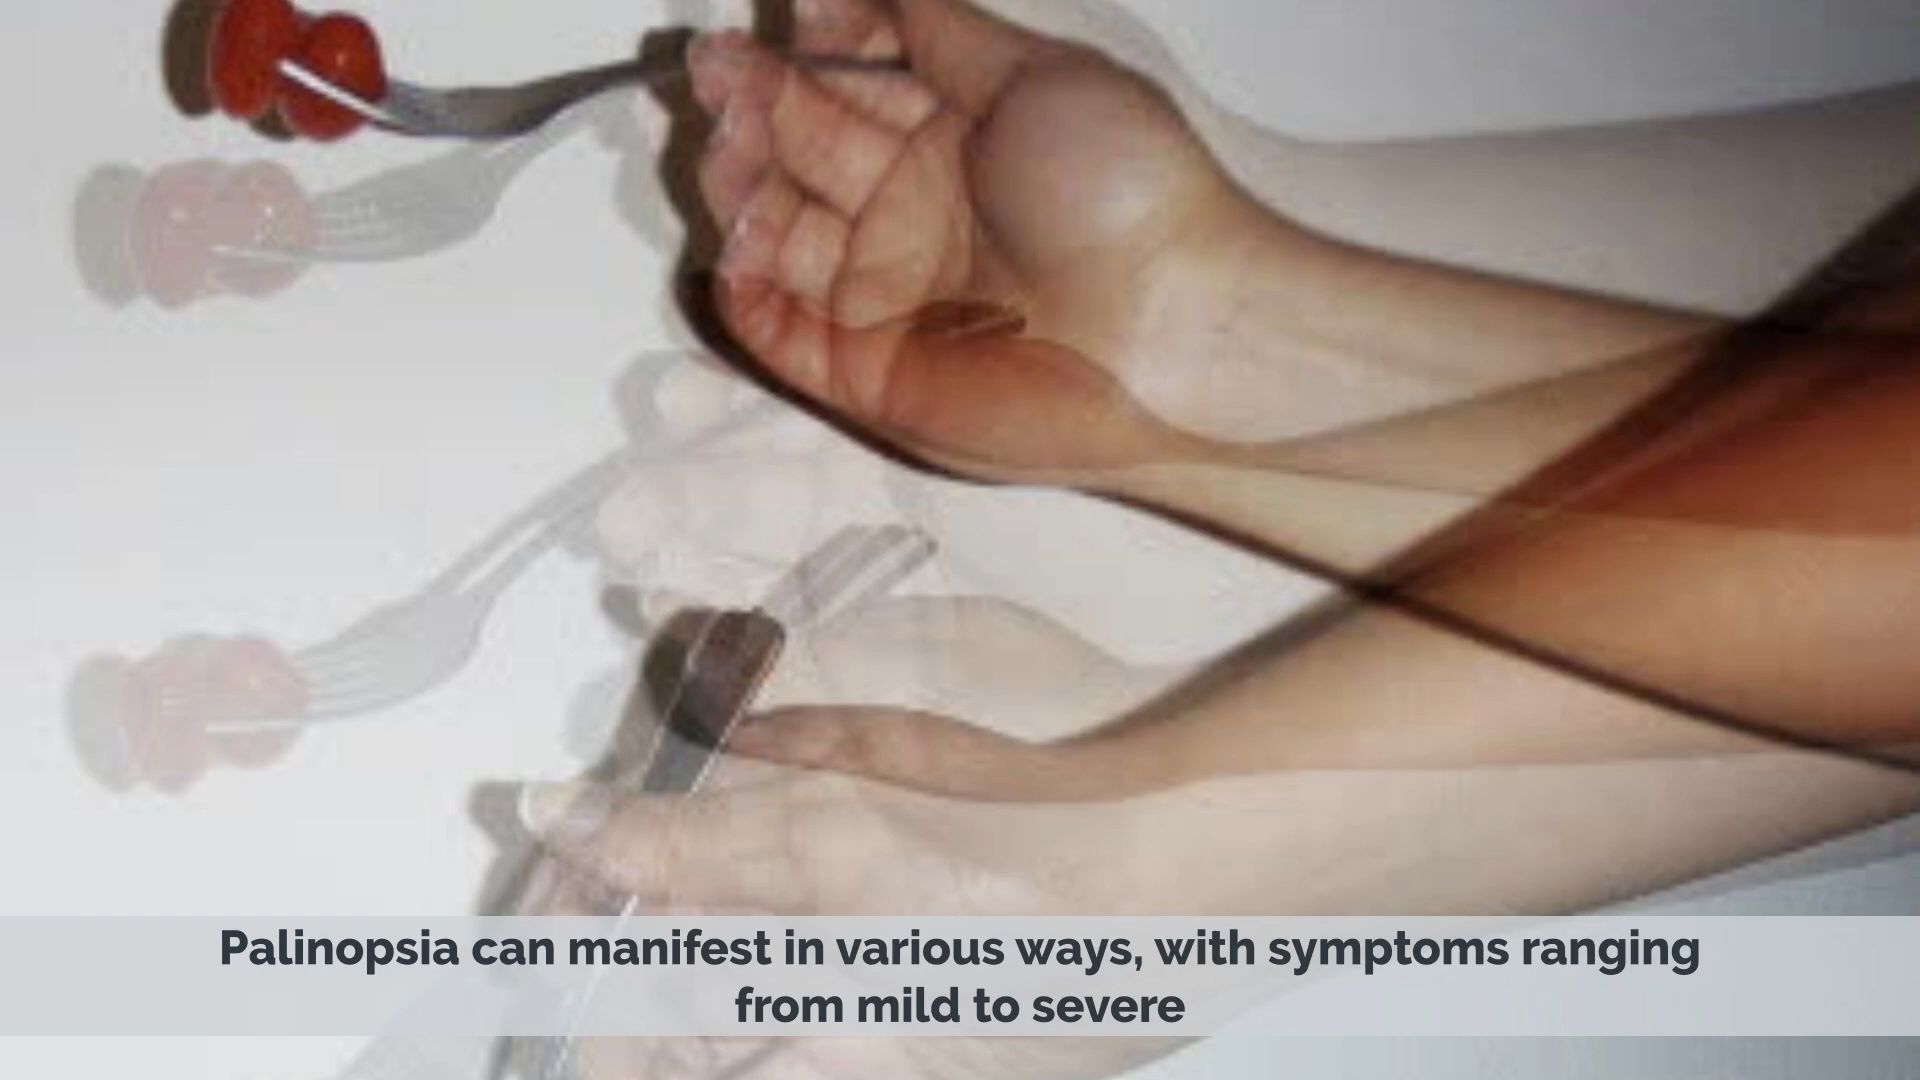 Palinopsia can manifest in various ways, with symptoms ranging
from mild to severe